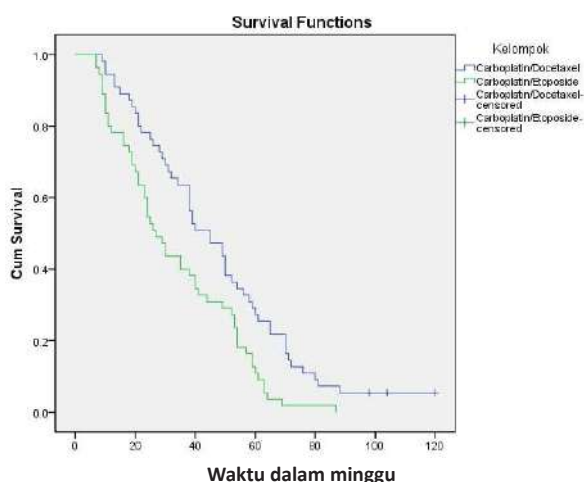 Survival Functions
Kelompok
Carboplatin/Docetaxel
Carboplatin/Etoposide
Carboplatin/Docetaxel-
censored
Carboplatin/Etoposide-
censored
Cum Survival
1.0
0.8
0.6
0.4
0.2
0.0
0 20 40 60 80 100 120
Waktu dalam minggu